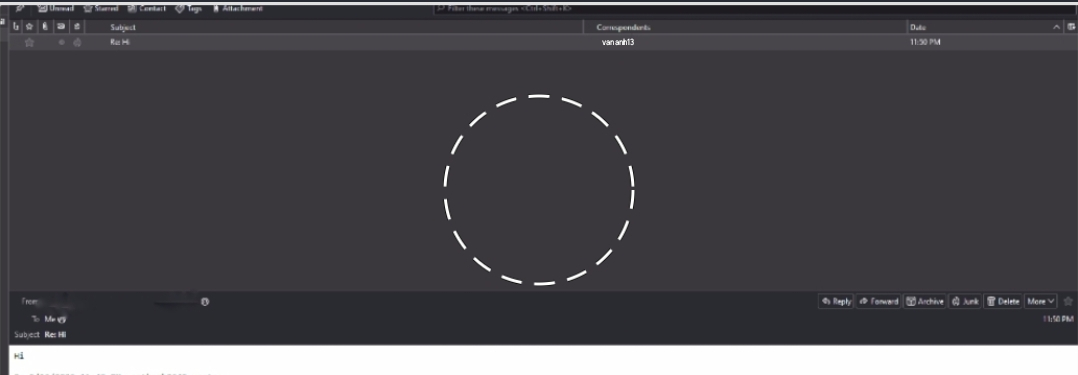 Unread Starred Contact Tags Attachment Filter these messages <Ctrl+Shift+K>
Subject Correspondents Date
Re: Hi vananh13 11:50 PM
From Reply Forward Archive Junk Delete More
To Me 11:50 PM
Subject Re: Hi
Hi